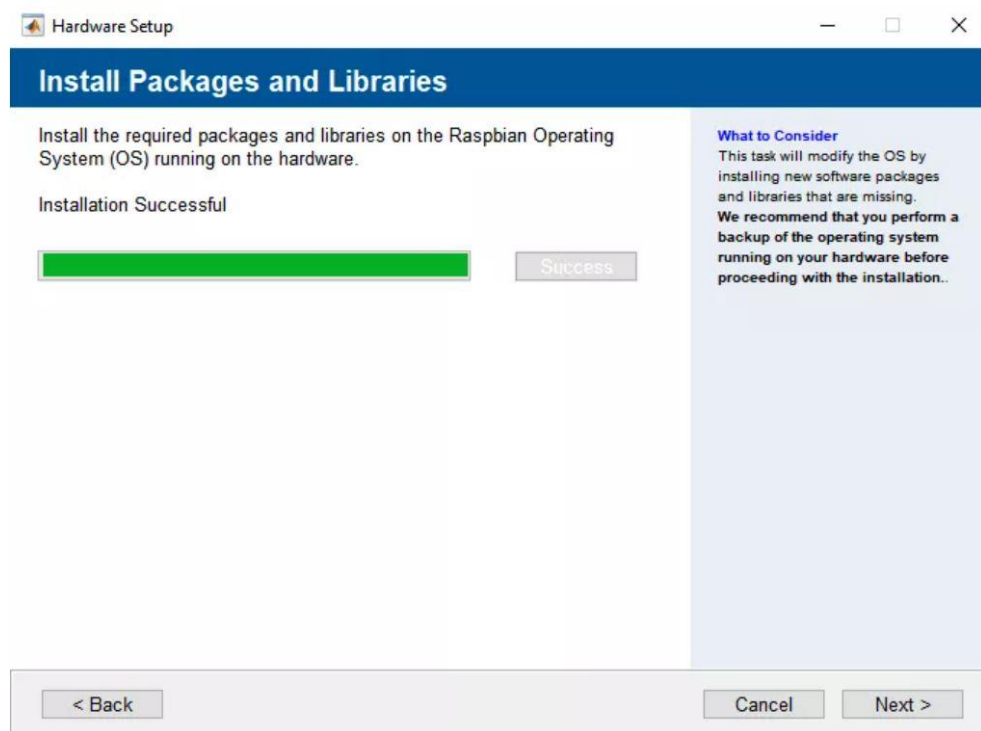 Hardware Setup
Install Packages and Libraries
Install the required packages and libraries on the Raspbian Operating
System (OS) running on the hardware.
Installation Successful
Success
What to Consider
This task will modify the OS by
installing new software packages
and libraries that are missing.
We recommend that you perform a
backup of the operating system
running on your hardware before
proceeding with the installation..
< Back
Cancel
Next >